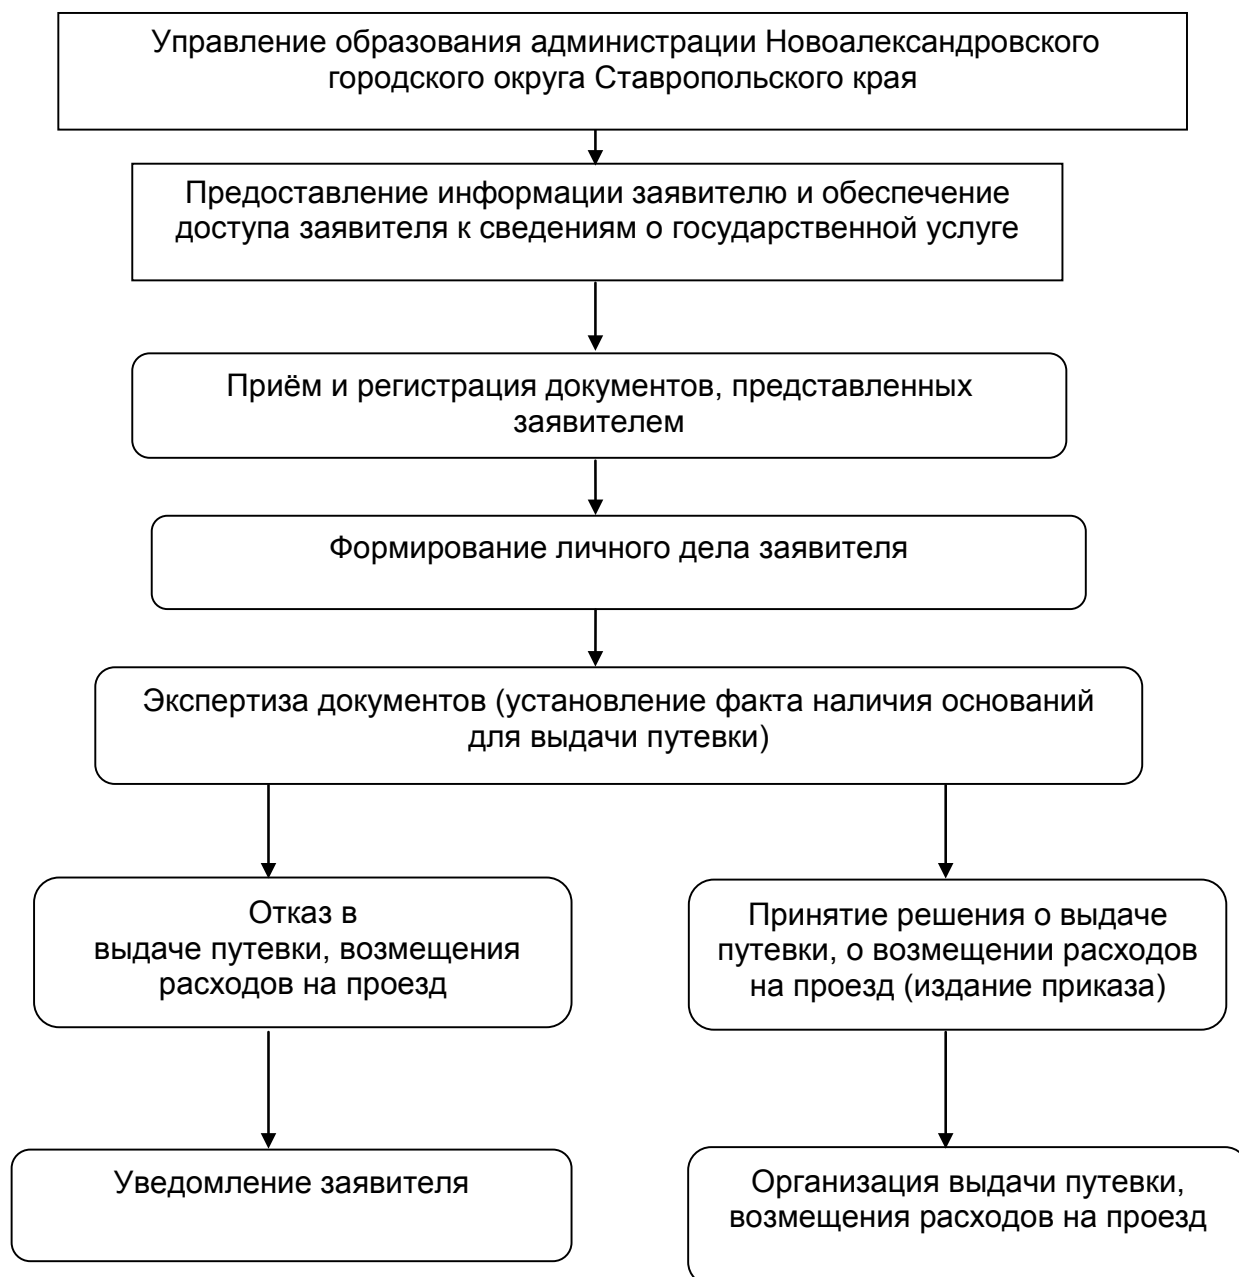 Управление образования администрации Новоалександровского
городского округа Ставропольского края
Предоставление информации заявителю и обеспечение
доступа заявителя к сведениям о государственной услуге
Приём и регистрация документов, представленных
заявителем
Формирование личного дела заявителя
Экспертиза документов (установление факта наличия оснований
для выдачи путевки)
Отказ в
выдаче путевки, возмещения
расходов на проезд
Принятие решения о выдаче
путевки, о возмещении расходов
на проезд (издание приказа)
Уведомление заявителя
Организация выдачи путевки,
возмещения расходов на проезд